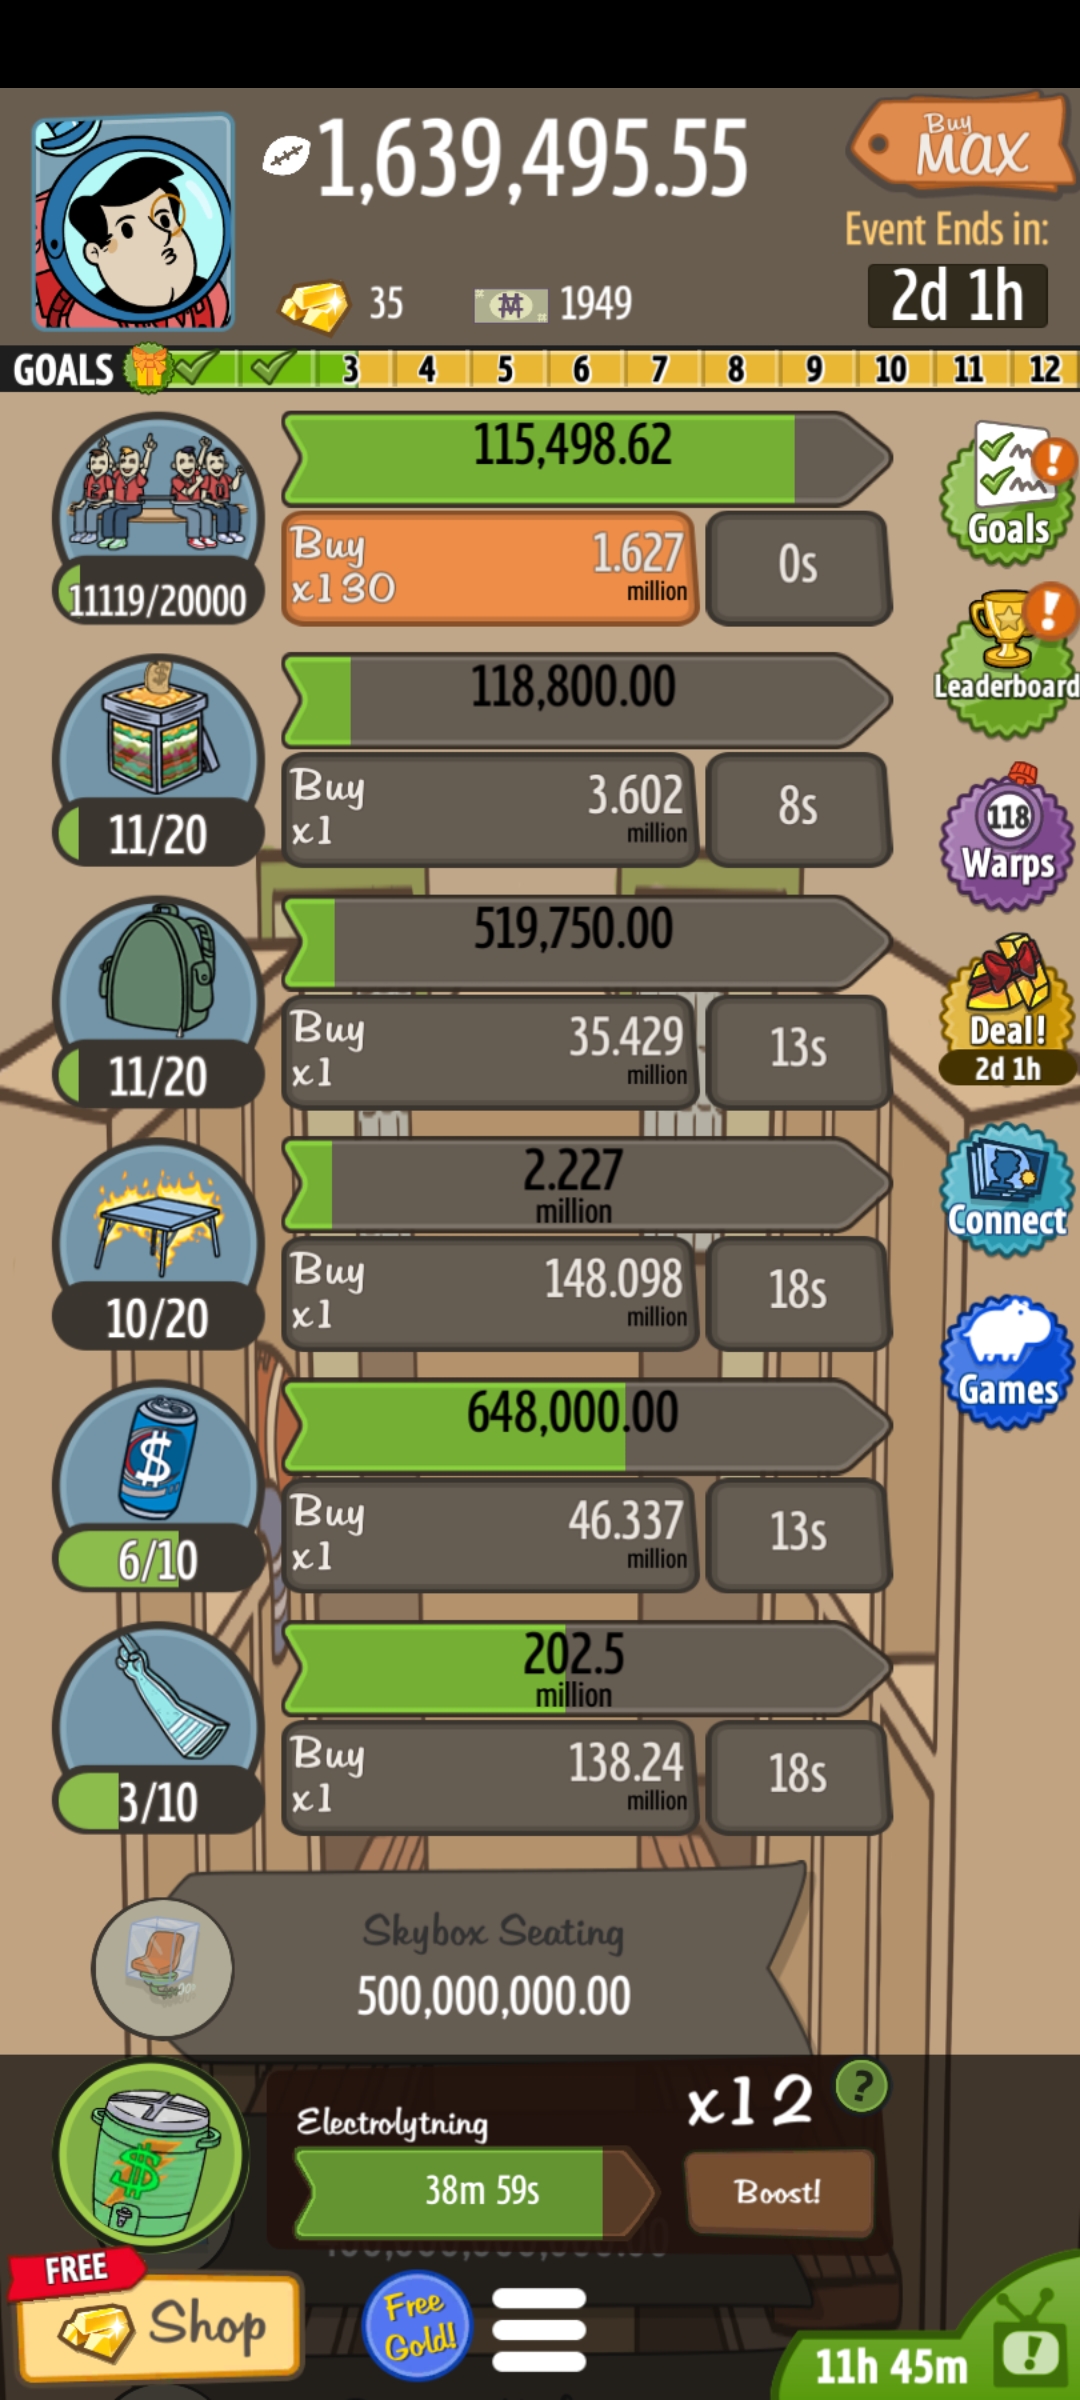 1,639,495.55
Buy
MAX
Event Ends in:
2d 1h
35
1949
GOALS 3 4 5 6 7 8 9 10 11 12
115,498.62
Buy
x130
1.627
million
0s
11119/20000
Goals
118,800.00
Leaderboard
Buy
x1
3.602
million
8s
11/20
118
Warps
519,750.00
Buy
x1
35.429
million
13s
11/20
Deal!
2d 1h
2.227
million
Buy
x1
148.098
million
18s
10/20
Connect
648,000.00
Buy
x1
46.337
million
13s
6/10
Games
202.5
million
Buy
x1
138.24
million
18s
3/10
Skybox Seating
500,000,000.00
Electrolytning
x12
?
38m 59s
Boost!
FREE
Shop
Free
Gold!
11h 45m